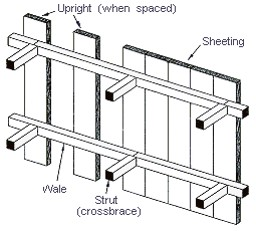 Upright (when spaced)
Sheeting
Wale
Strut
(crossbrace)